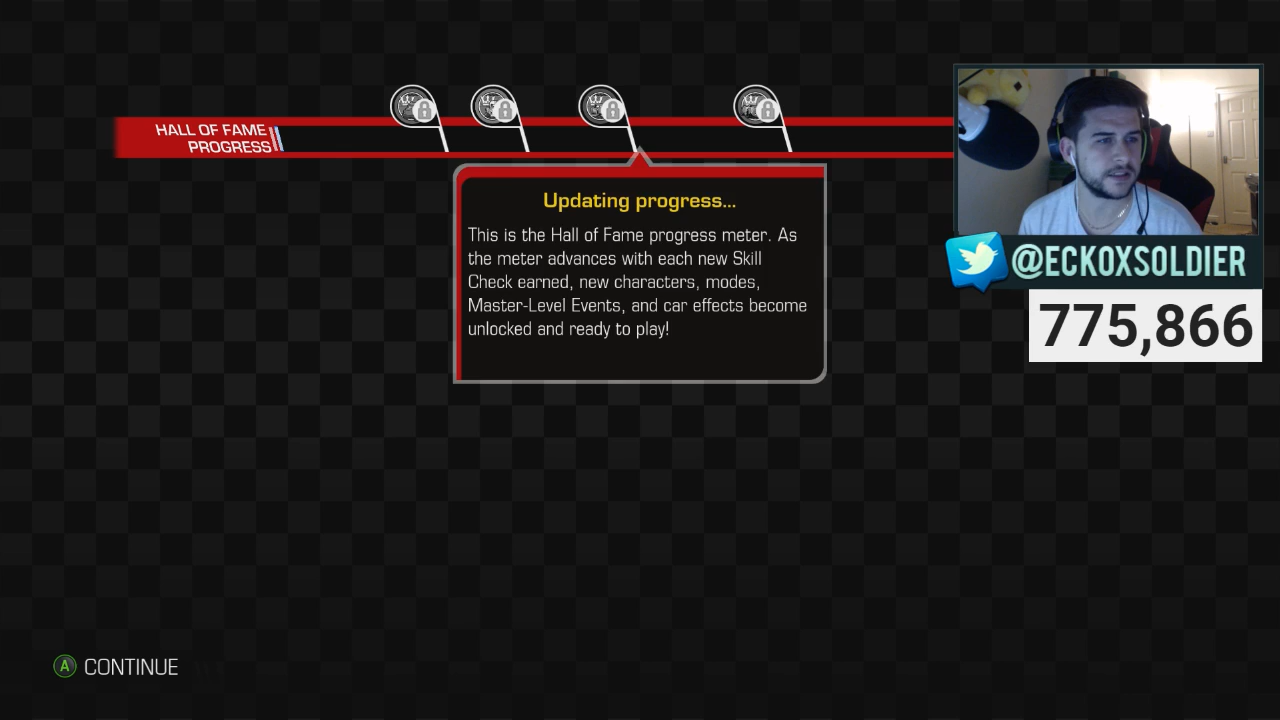 HALL OF FAME
PROGRESS
Updating progress...
This is the Hall of Fame progress meter. As
the meter advances with each new Skill
Check earned, new characters, modes,
Master-Level Events, and car effects become
unlocked and ready to play!
@ECKOXSOLDIER
775,866
A CONTINUE